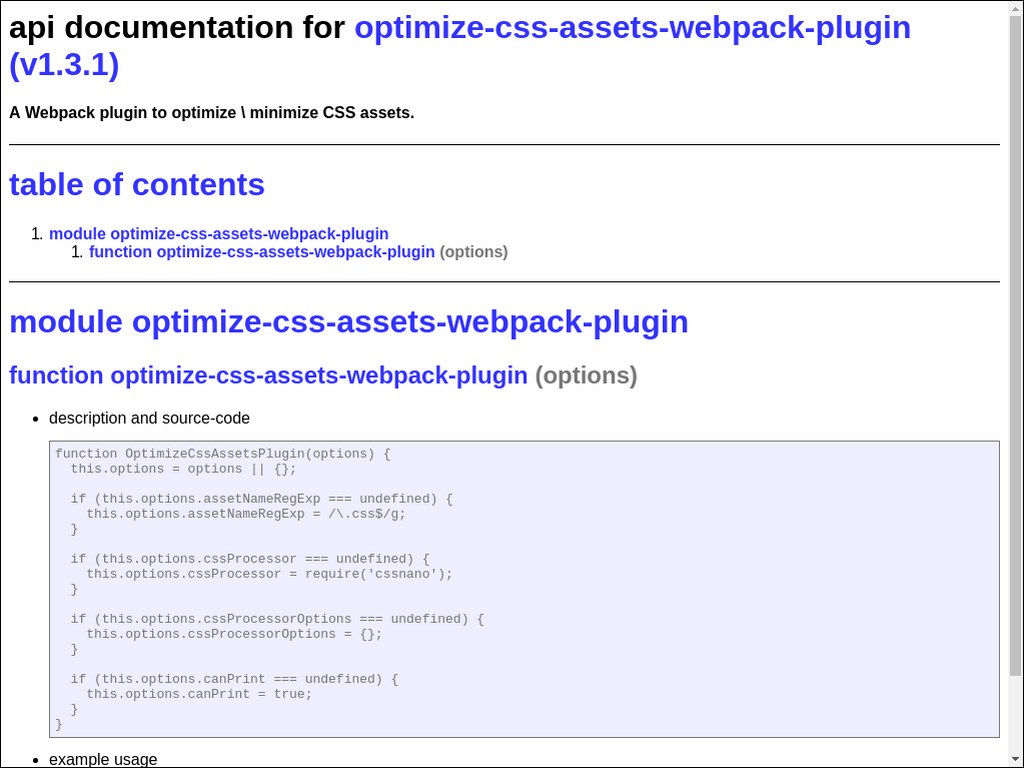 api documentation for optimize-css-assets-webpack-plugin
(v1.3.1)
A Webpack plugin to optimize \ minimize CSS assets.
table of contents
1. module optimize-css-assets-webpack-plugin
1. function optimize-css-assets-webpack-plugin (options)
module optimize-css-assets-webpack-plugin
function optimize-css-assets-webpack-plugin (options)
• description and source-code
function OptimizeCssAssetsPlugin(options) {
  this.options = options || {};
  if (this.options.assetNameRegExp === undefined) {
    this.options.assetNameRegExp = /\.css$/g;
  }
  if (this.options.cssProcessor === undefined) {
    this.options.cssProcessor = require('cssnano');
  }
  if (this.options.cssProcessorOptions === undefined) {
    this.options.cssProcessorOptions = {};
  }
  if (this.options.canPrint === undefined) {
    this.options.canPrint = true;
  }
}
• example usage